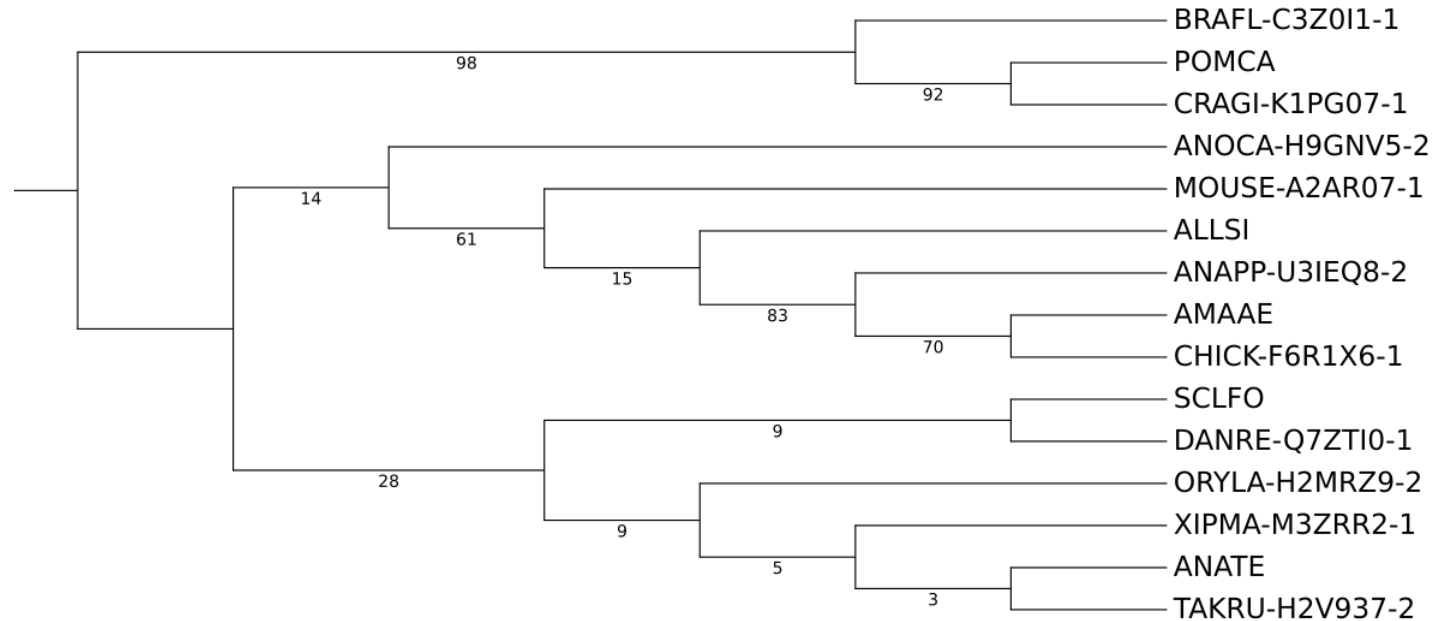 BRAFL-C3Z0I1-1
98
POMCA
92
CRAGI-K1PG07-1
ANOCA-H9GNV5-2
14
MOUSE-A2AR07-1
61
ALLSI
15
ANAPP-U3IEQ8-2
83
AMAAE
70
CHICK-F6R1X6-1
SCLFO
9
DANRE-Q7ZTI0-1
28
ORYLA-H2MRZ9-2
9
XIPMA-M3ZRR2-1
5
ANATE
3
TAKRU-H2V937-2